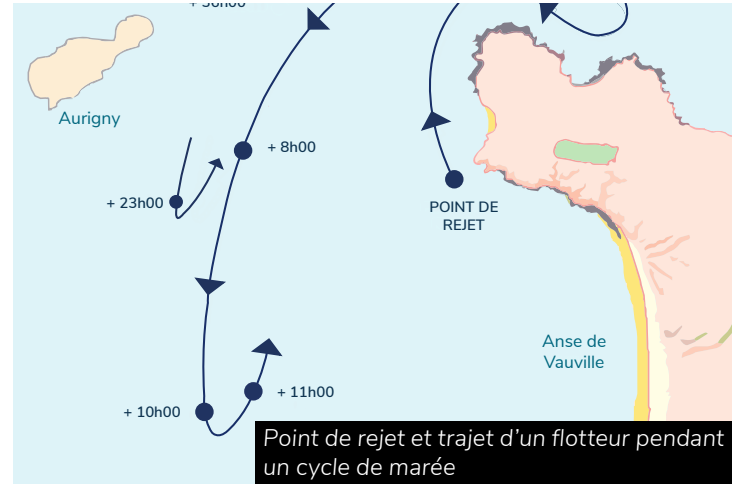 Aurigny
+ 8h00
+ 23h00
POINT DE
REJET
Anse de
Vauville
+ 11h00
+ 10h00
Point de rejet et trajet d’un flotteur pendant
un cycle de marée